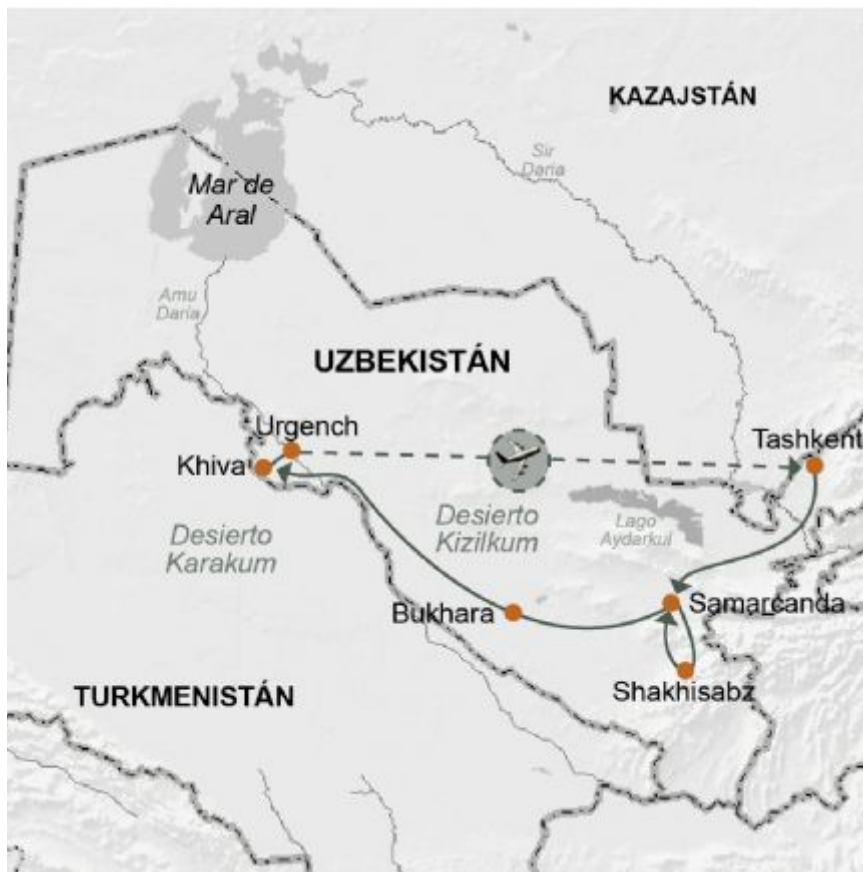 KAZAJSTÁN
Sir
Daria
Mar de
Aral
Amu
Daria
UZBEKISTÁN
Urgench
Tashkent
Khiva
Desierto
Karakum
Desierto
Kizilkum
Lago
Aydarkul
Bukhara
Samarcanda
Shakhisabz
TURKMENISTÁN